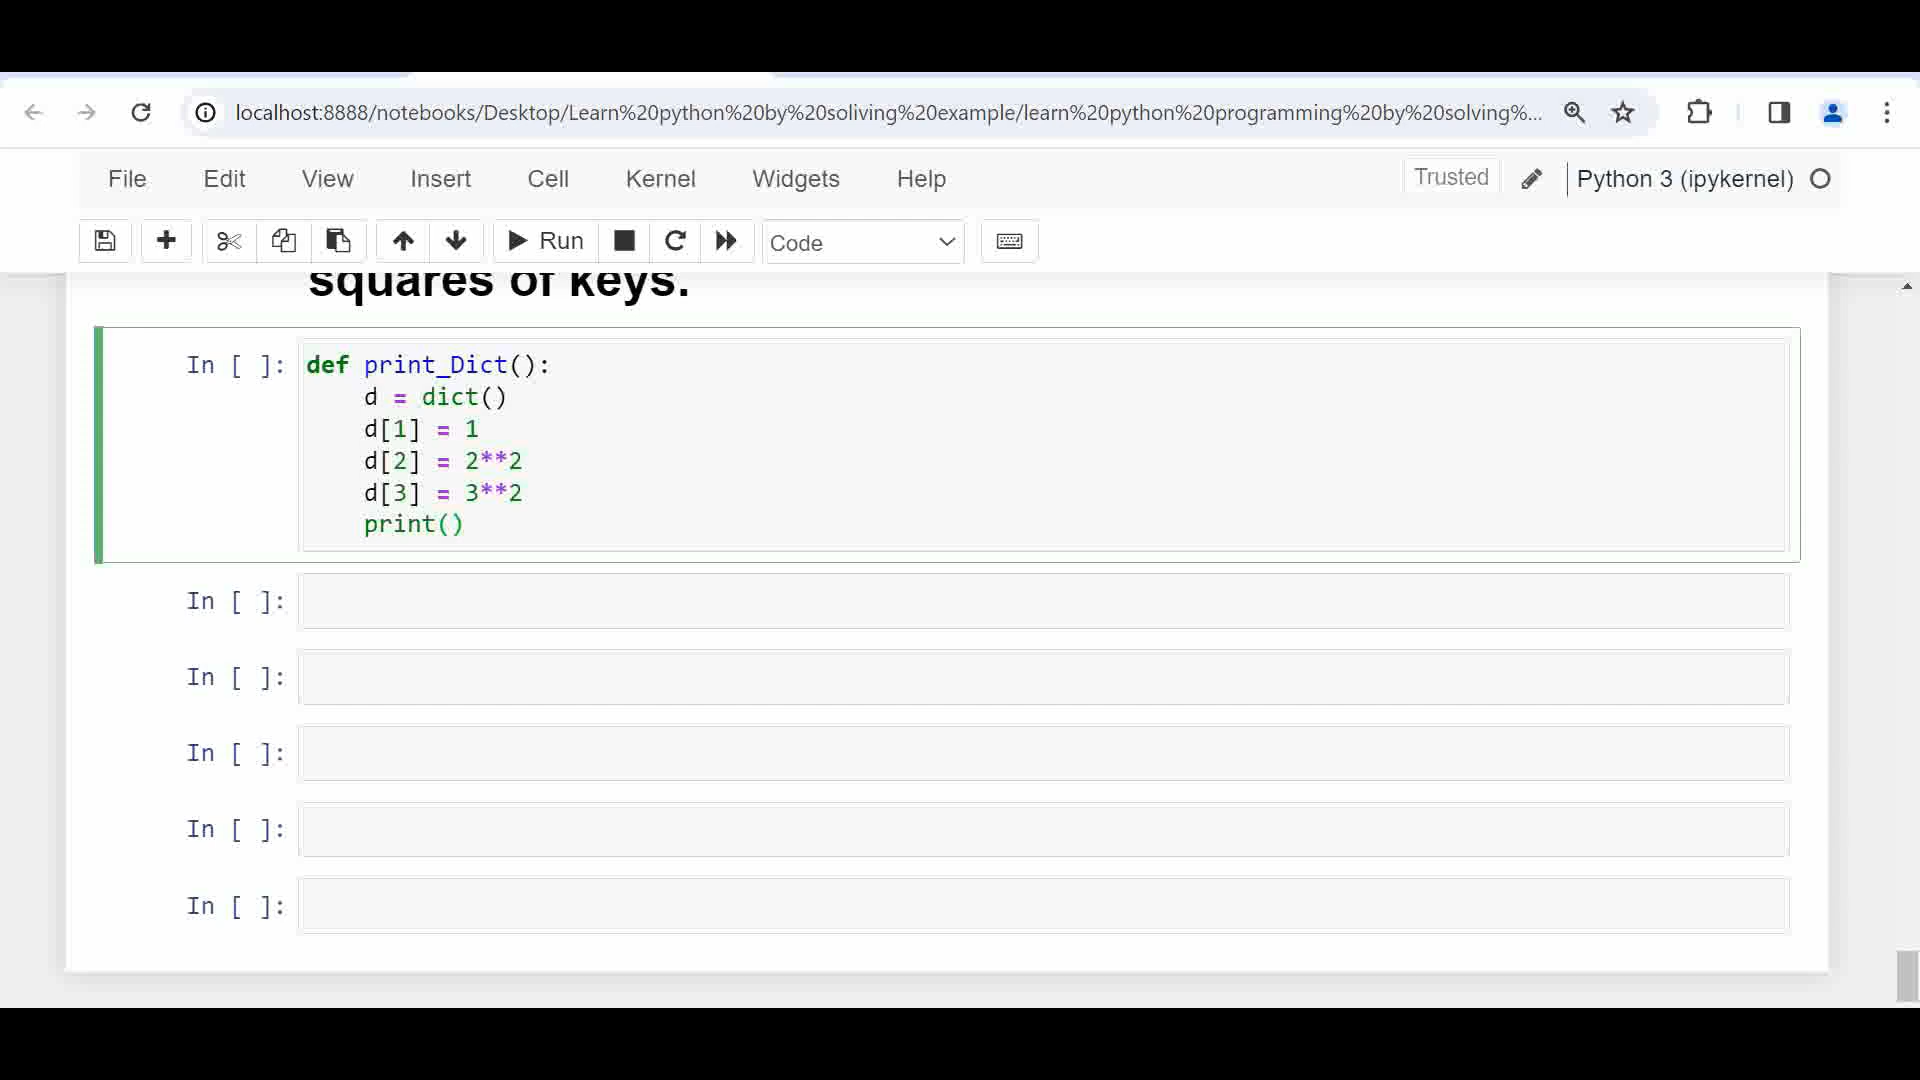 localhost:8888/notebooks/Desktop/Learn%20python%20by%20soliving%20example/learn%20python%20programming%20by%20solving%...
File Edit View Insert Cell Kernel Widgets Help Trusted Python 3 (ipykernel)
Run Code
squares of keys.
In [ ]: def print_Dict():
d = dict()
d[1] = 1
d[2] = 2**2
d[3] = 3**2
print()
In [ ]:
In [ ]:
In [ ]:
In [ ]:
In [ ]: